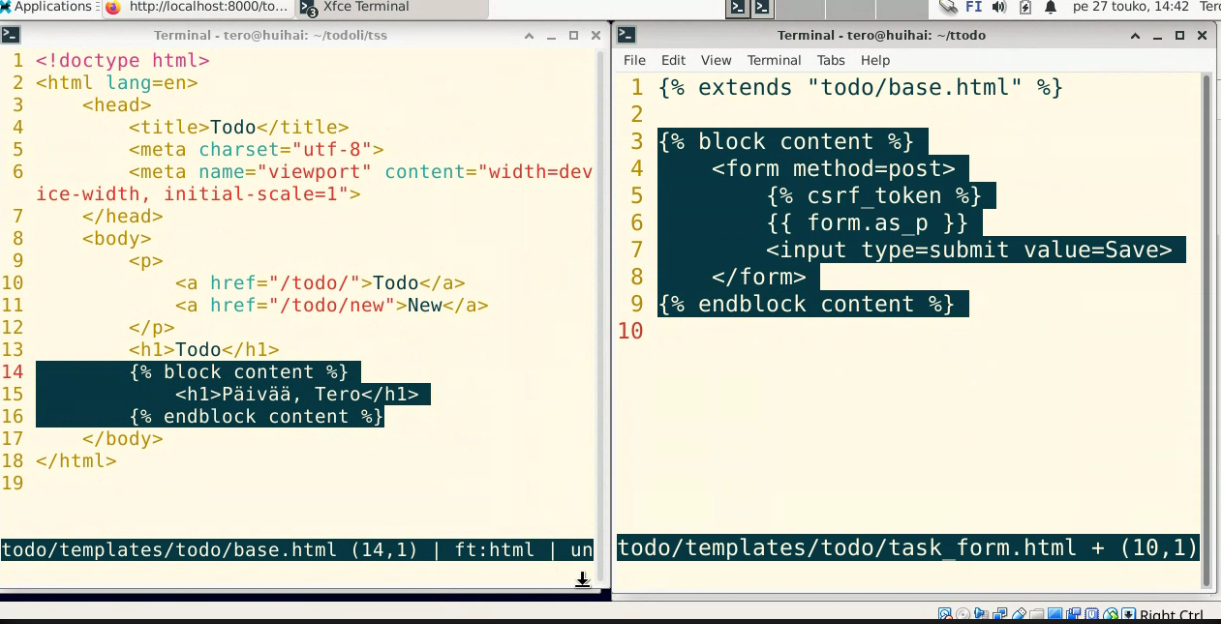 Applications
http://localhost:8000/to...
3 Xfce Terminal
FI
pe 27 touko, 14:42 Tero
Terminal - tero@huihai: ~/todoli/tss
1 <!doctype html>
2 <html lang=en>
3     <head>
4         <title>Todo</title>
5         <meta charset="utf-8">
6         <meta name="viewport" content="width=dev
ice-width, initial-scale=1">
7     </head>
8     <body>
9         <p>
10             <a href="/todo/">Todo</a>
11             <a href="/todo/new">New</a>
12         </p>
13         <h1>Todo</h1>
14         {% block content %}
15             <h1>Päivää, Tero</h1>
16         {% endblock content %}
17     </body>
18 </html>
19
todo/templates/todo/base.html (14,1) | ft:html | un
Terminal - tero@huihai: ~/ttodo
File Edit View Terminal Tabs Help
1 {% extends "todo/base.html" %}
2
3 {% block content %}
4     <form method=post>
5         {% csrf_token %}
6         {{ form.as_p }}
7         <input type=submit value=Save>
8     </form>
9 {% endblock content %}
10
todo/templates/todo/task_form.html + (10,1)
Right Ctrl